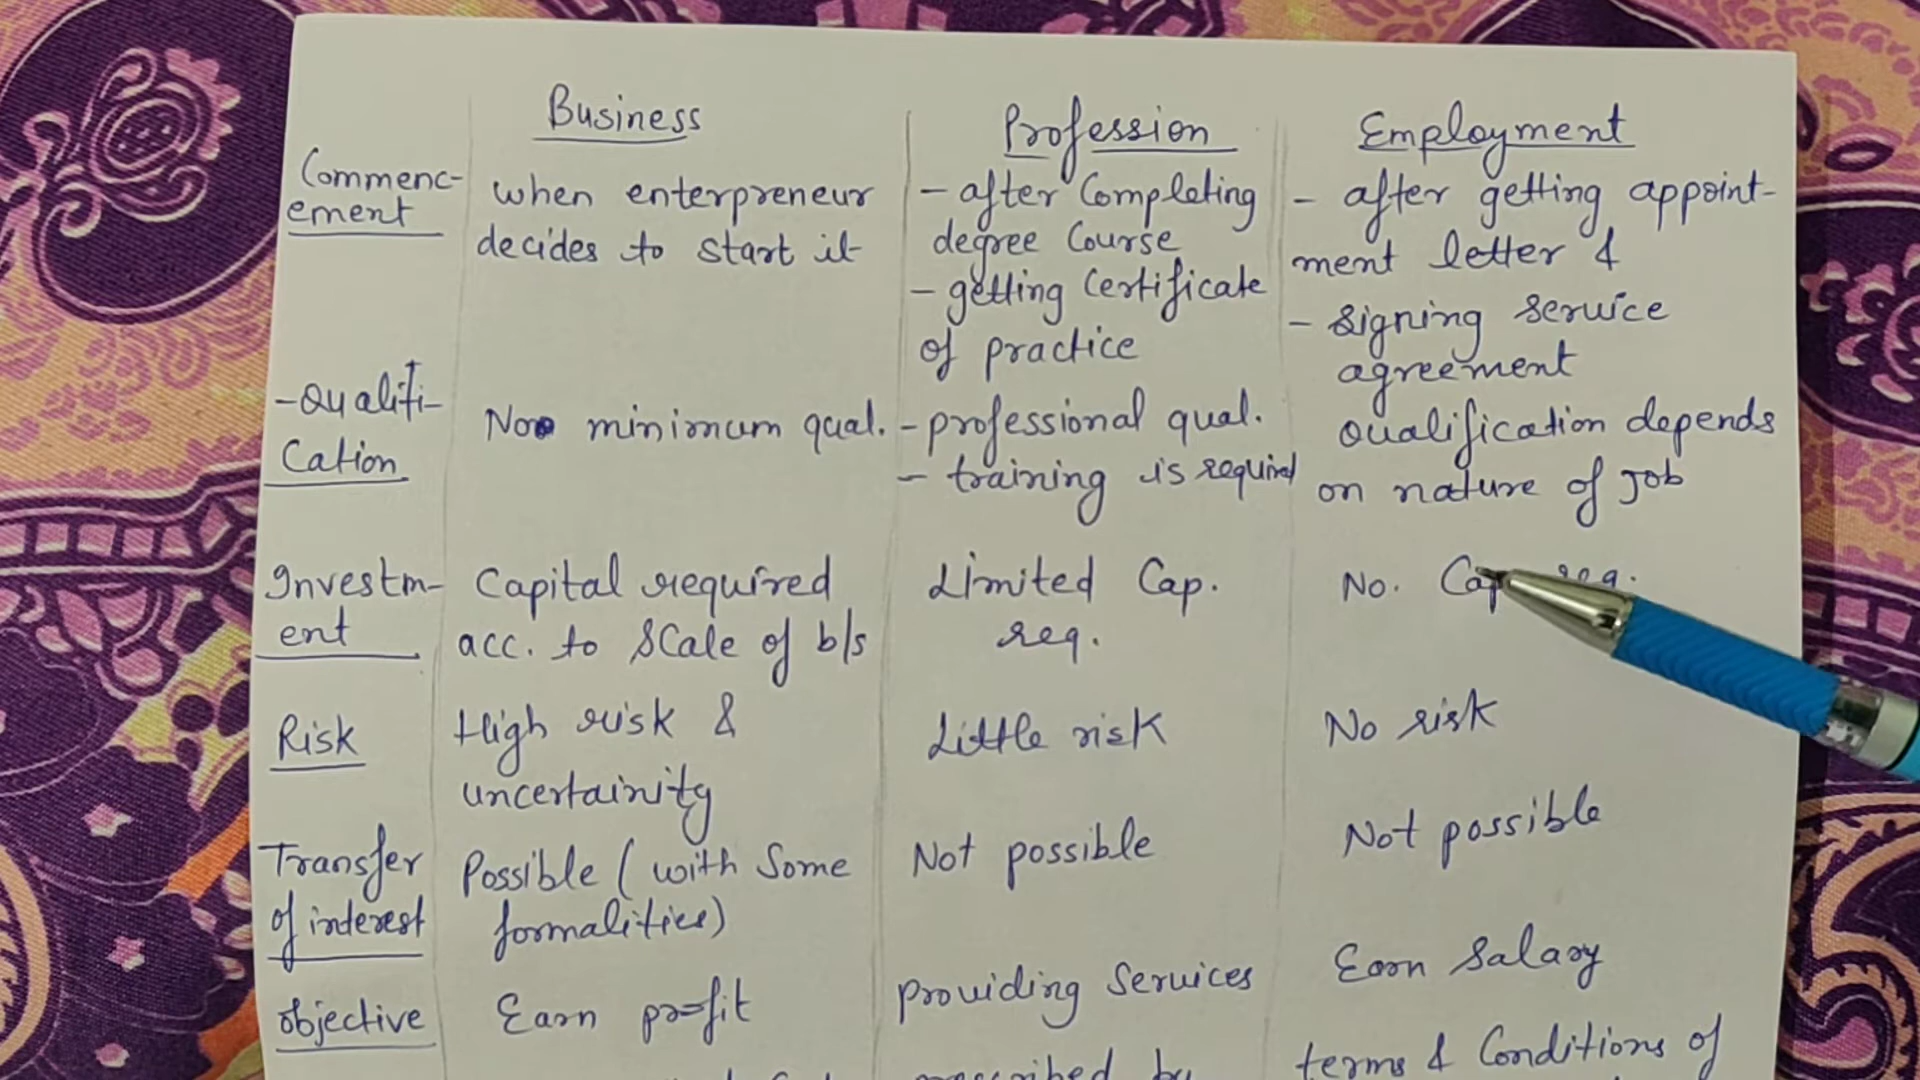 Business
Profession
Employment
Commenc-
ement
when enterpreneur
decides to start it
- after Completing
degree Course
- getting Certificate
of practice
- after getting appoint-
ment letter &
- signing service
agreement
- Qualifi-
Cation
No minimum qual.
- professional qual.
- training is required
Qualification depends
on nature of Job
Investm-
ent
Capital required
acc. to Scale of b/s
Limited Cap.
req.
No. Cap req.
Risk
High risk &
uncertainity
Little risk
No risk
Transfer
of interest
Possible (with Some
formalities)
Not possible
Not possible
objective
Earn profit
Providing Services
Earn Salary
terms & Conditions of